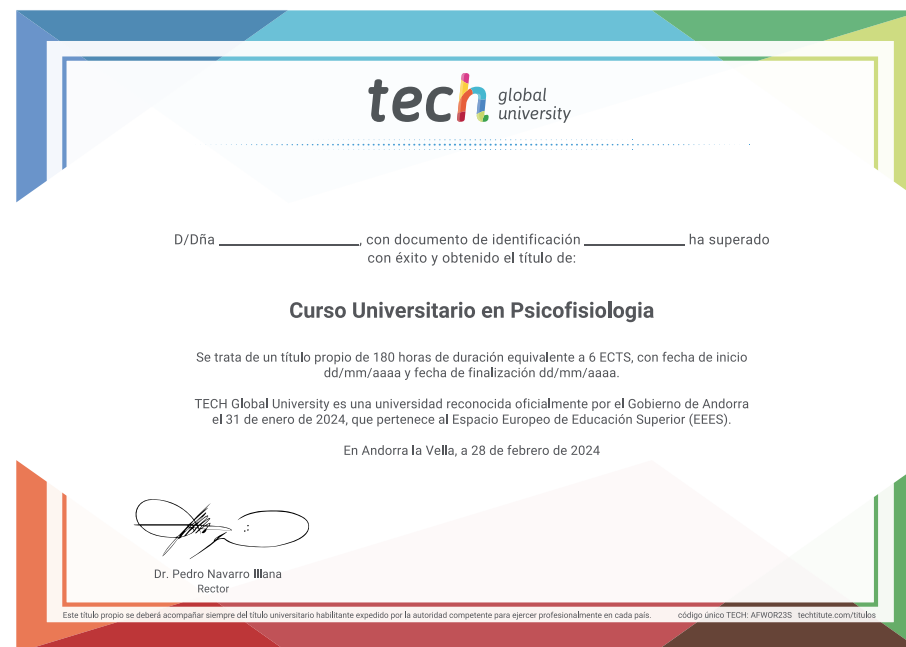 tech global university
D/Dña ______________, con documento de identificación __________ ha superado
con éxito y obtenido el título de:
Curso Universitario en Psicofisiologia
Se trata de un título propio de 180 horas de duración equivalente a 6 ECTS, con fecha de inicio
dd/mm/aaaa y fecha de finalización dd/mm/aaaa.
TECH Global University es una universidad reconocida oficialmente por el Gobierno de Andorra
el 31 de enero de 2024, que pertenece al Espacio Europeo de Educación Superior (EEES).
En Andorra la Vella, a 28 de febrero de 2024
Dr. Pedro Navarro Illana
Rector
Este título propio se deberá acompañar siempre del título universitario habilitante expedido por la autoridad competente para ejercer profesionalmente en cada país. código único TECH: AFWOR23S techtitute.com/titulos